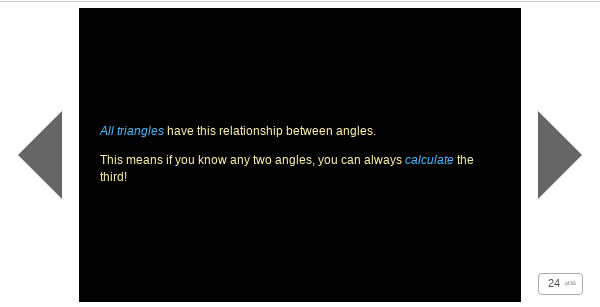 All triangles have this relationship between angles.
This means if you know any two angles, you can always calculate the
third!
24 of 35